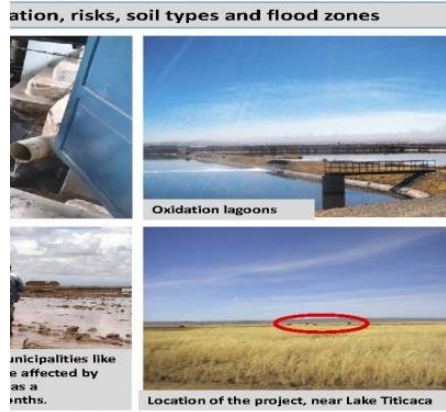 ation, risks, soil types and flood zones
Oxidation lagoons
unicipalities like
e affected by
as a
onths.
Location of the project, near Lake Titicaca